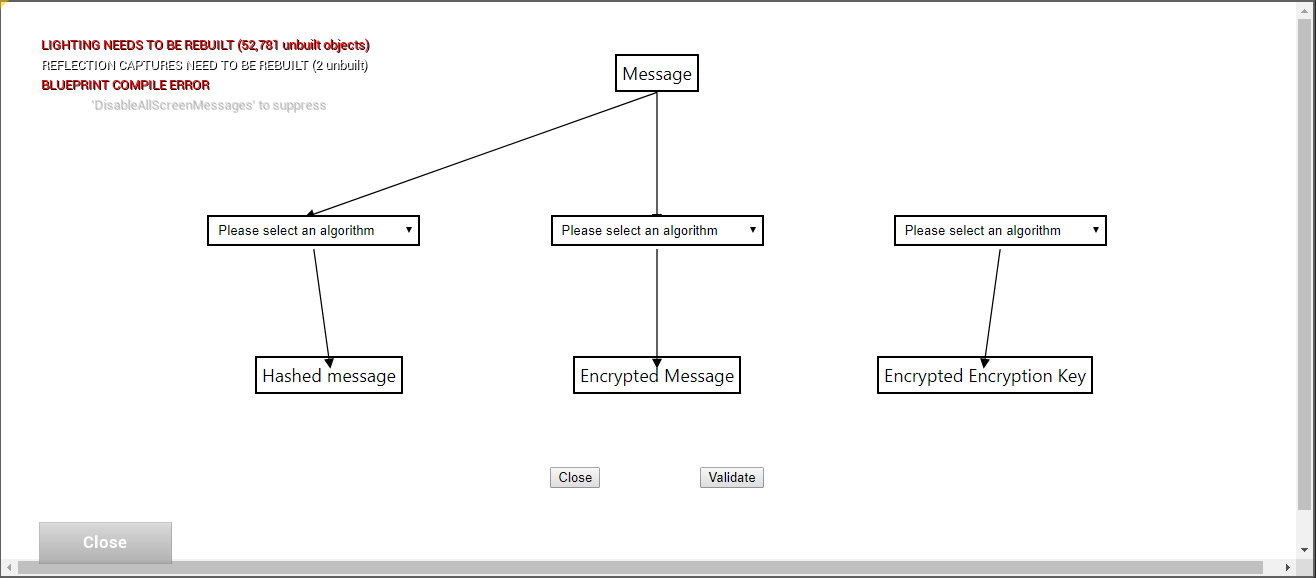 LIGHTING NEEDS TO BE REBUILT (52,781 unbuilt objects)
REFLECTION CAPTURES NEED TO BE REBUILT (2 unbuilt)
BLUEPRINT COMPILE ERROR
'DisableAllScreenMessages' to suppress
Message
Please select an algorithm
Please select an algorithm
Please select an algorithm
Hashed message
Encrypted Message
Encrypted Encryption Key
Close
Validate
Close